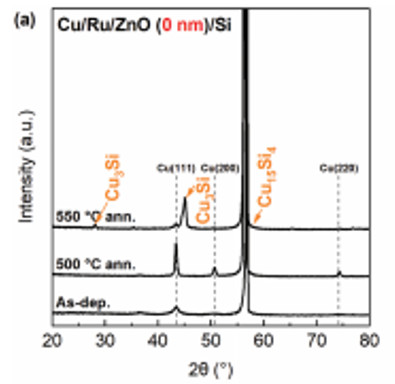 (a)
Cu/Ru/ZnO (0 nm)/Si
Intensity (a.u.)
Cu(111)
Cu(200)
Cu(220)
Cu₃Si
Cu₃Si
Cu₁₅Si₄
550 °C ann.
500 °C ann.
As-dep.
20 30 40 50 60 70 80
2θ (°)